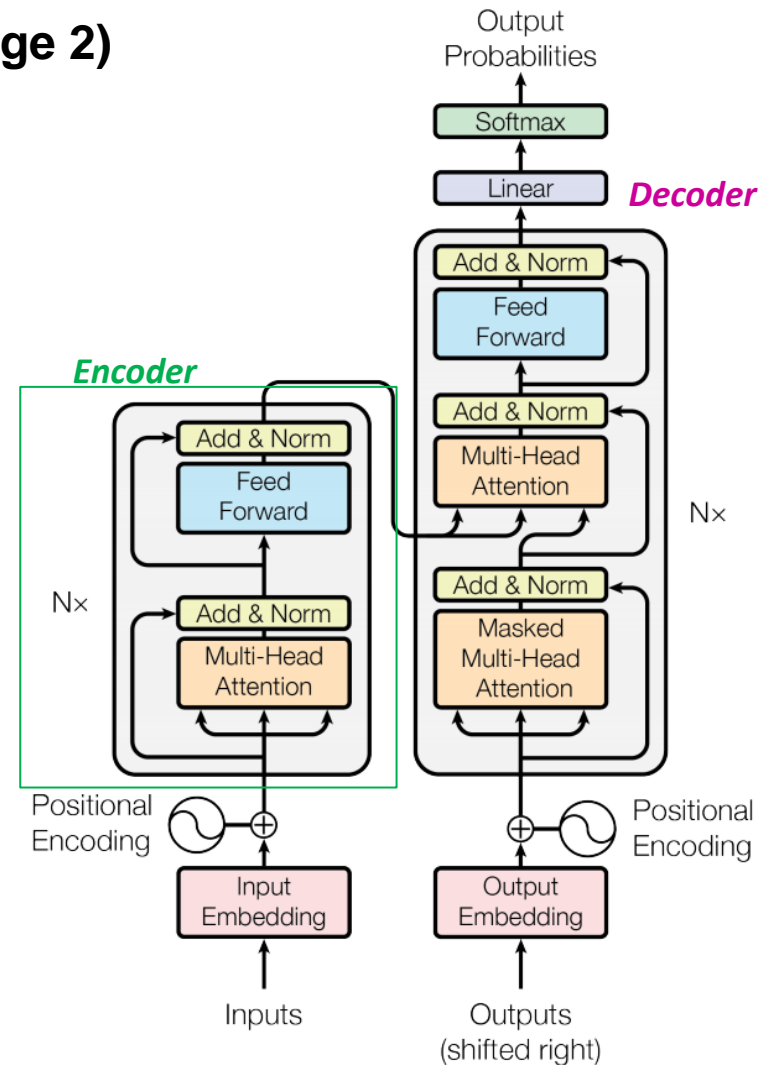 ge 2)
Output
Probabilities
Softmax
Linear
Decoder
Add & Norm
Feed
Forward
Add & Norm
Multi-Head
Attention
N×
Add & Norm
Masked
Multi-Head
Attention
Encoder
Add & Norm
Feed
Forward
N×
Add & Norm
Multi-Head
Attention
Positional
Encoding
Positional
Encoding
Input
Embedding
Output
Embedding
Inputs
Outputs
(shifted right)